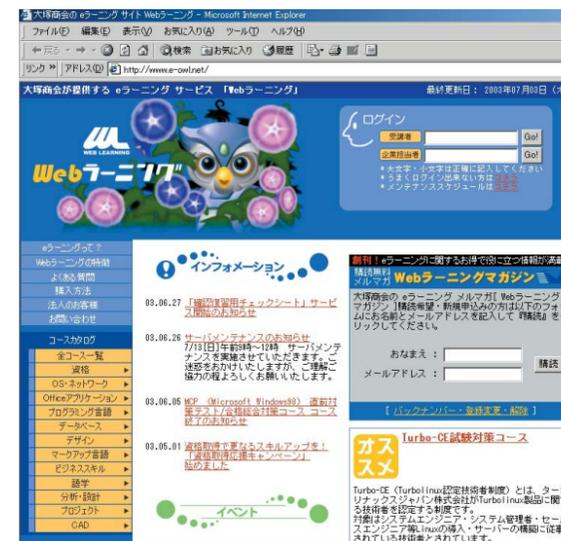 大塚商会の eラーニング サイト Webラーニング - Microsoft Internet Explorer
ファイル(F) 編集(E) 表示(V) お気に入り(A) ツール(T) ヘルプ(H)
戻る 検索 お気に入り 履歴
リンク » アドレス(D) http://www.e-owl.net/
大塚商会が提供する eラーニング サービス 「Webラーニング」
最終更新日: 2003年07月03日
WEB LEARNING
Webラーニング
ログイン
受講者 Go!
企業担当者 Go!
*大文字・小文字は正確に記入してください
*うまくログイン出来ない方はこちら
*メンテナンススケジュールはこちら
eラーニングって?
Webラーニングの特徴
よくある質問
購入方法
法人のお客様
お問い合わせ
コースカタログ
全コース一覧
資格
OS・ネットワーク
Officeアプリケーション
プログラミング言語
データベース
デザイン
マークアップ言語
ビジネススキル
語学
分析・設計
プロジェクト
CAD
インフォメーション
03.06.27 「確認復習用チェックシート」サービ
ス開始のお知らせ
03.06.26 サーバメンテナンスのお知らせ
7/13[日]午前9時~12時 サーバメンテ
ナンスを実施させていただきます。ご
迷惑をおかけいたしますが、ご理解ご
協力の程よろしくお願いいたします。
03.06.05 MCP (Microsoft Windows98) 直前対
策テスト/合格総合対策コース コース
終了のお知らせ
03.05.01 資格取得で更なるスキルアップを!
「資格取得応援キャンペーン」
始めました
イベント
創刊!eラーニングに関するお得で役に立つ情報が満載
購読無料
メルマガ Webラーニングマガジン
大塚商会の eラーニング メルマガ[ Webラーニング
マガジン ]購読希望・新規申込みの方は以下のフォ
ムにお名前とメールアドレスを記入して『購読』を
リックしてください。
おなまえ :
メールアドレス :
購読
[ バックナンバー・登録変更・解除 ]
オス
スメ
Turbo-CE試験対策コース
Turbo-CE(Turbolinux認定技術者制度)とは、ター
リナックスジャパン株式会社がTurbolinux製品に関
る技術者を認定する制度です。
対象はシステムエンジニア・システム管理者・セー
スエンジニア等Linuxの導入・サーバーの構築に従事
されている技術者とされています。